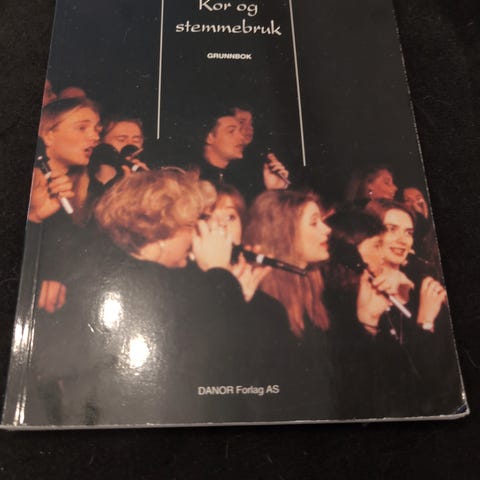 Kor og
stemmebruk
GRUNNBOK
DANOR Forlag AS